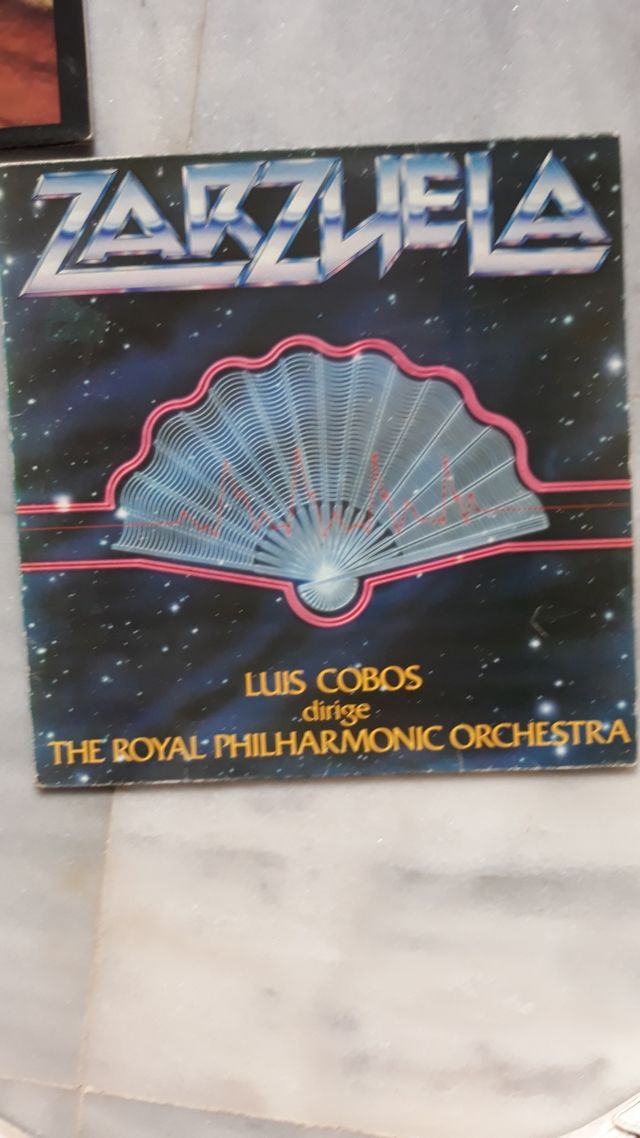 ZARZUELA
LUIS COBOS
dirige
THE ROYAL PHILHARMONIC ORCHESTRA